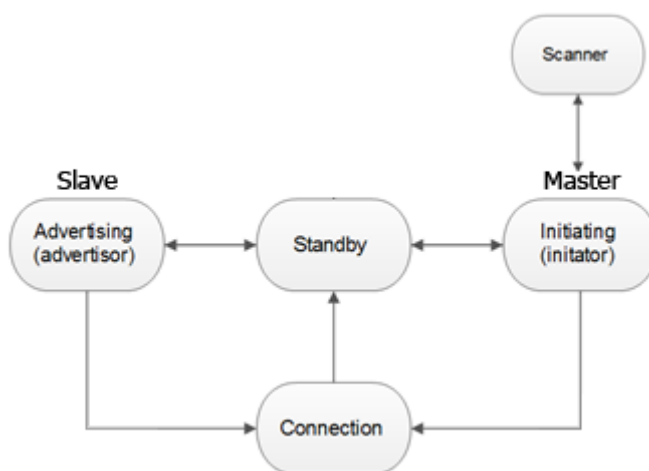 Scanner
Slave
Master
Advertising
(advertisor)
Standby
Initiating
(initator)
Connection